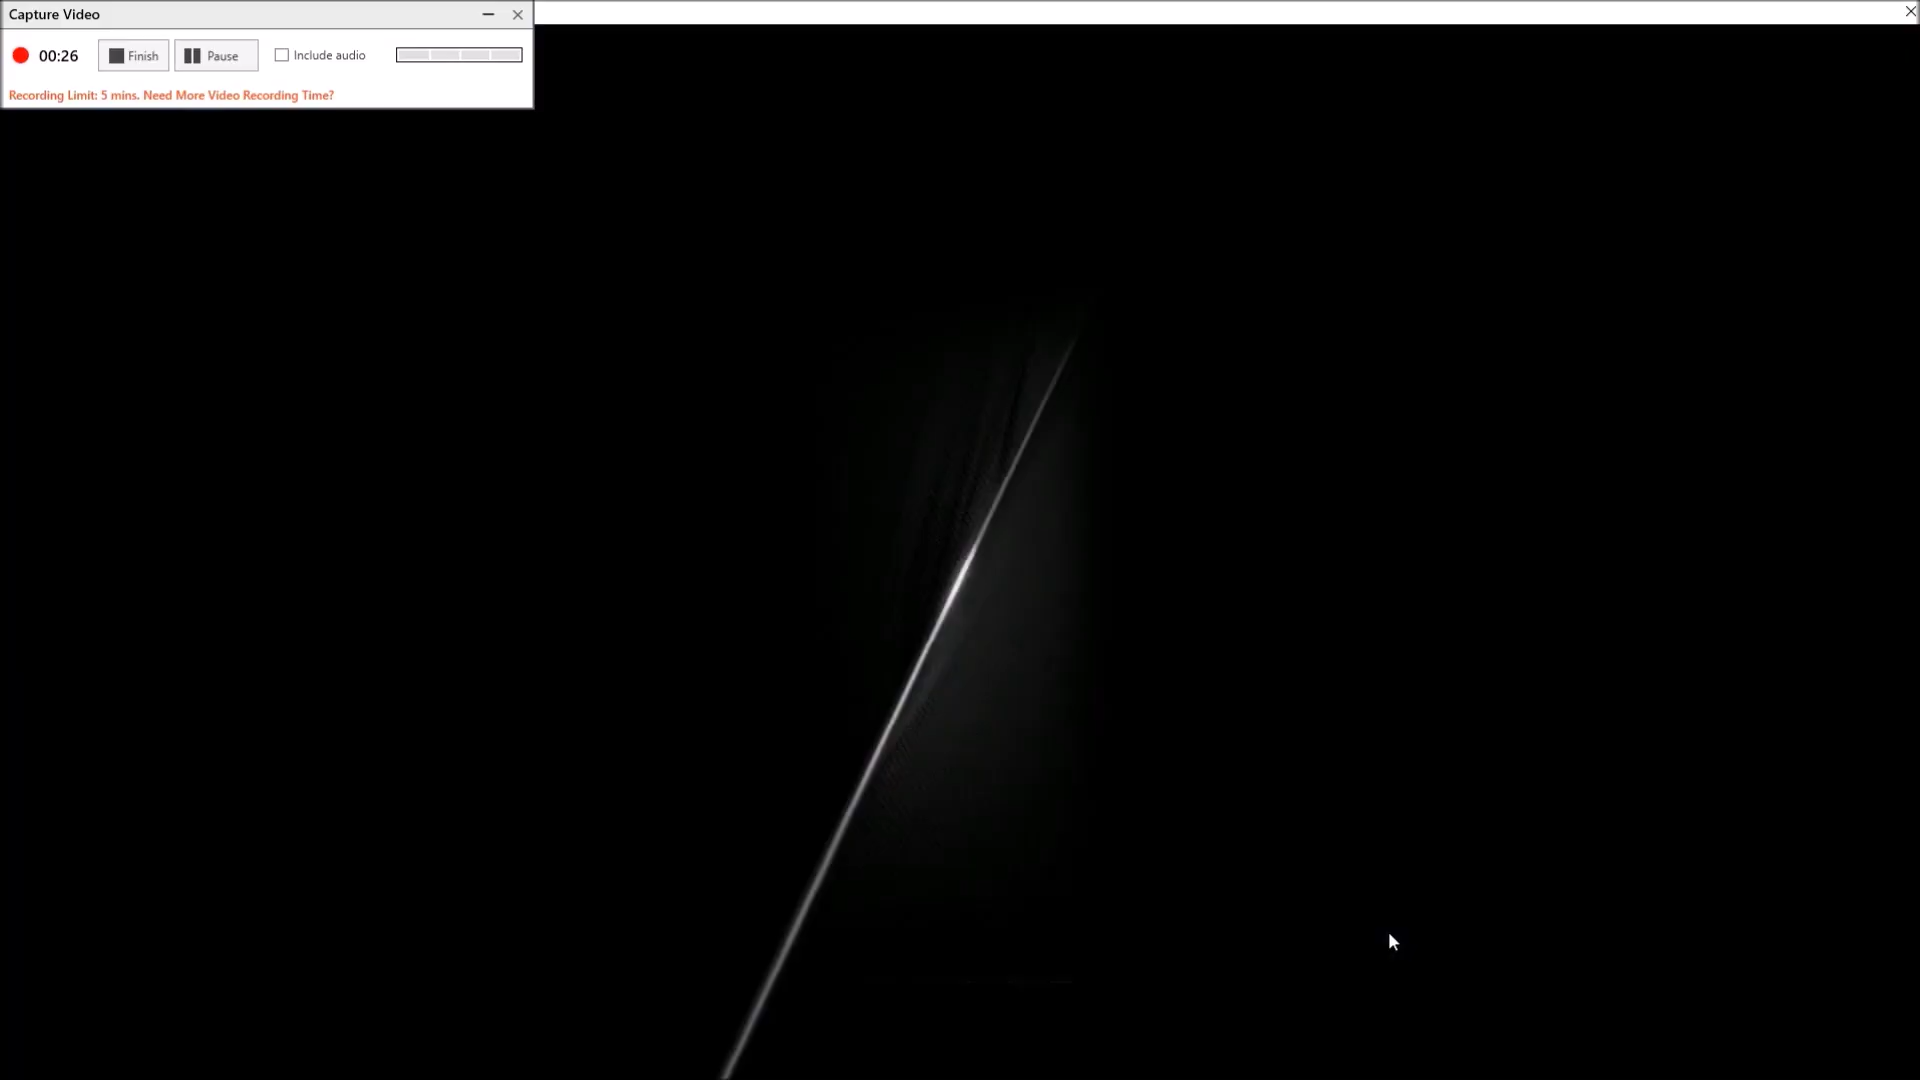 Capture Video
00:26 Finish Pause Include audio
Recording Limit: 5 mins. Need More Video Recording Time?